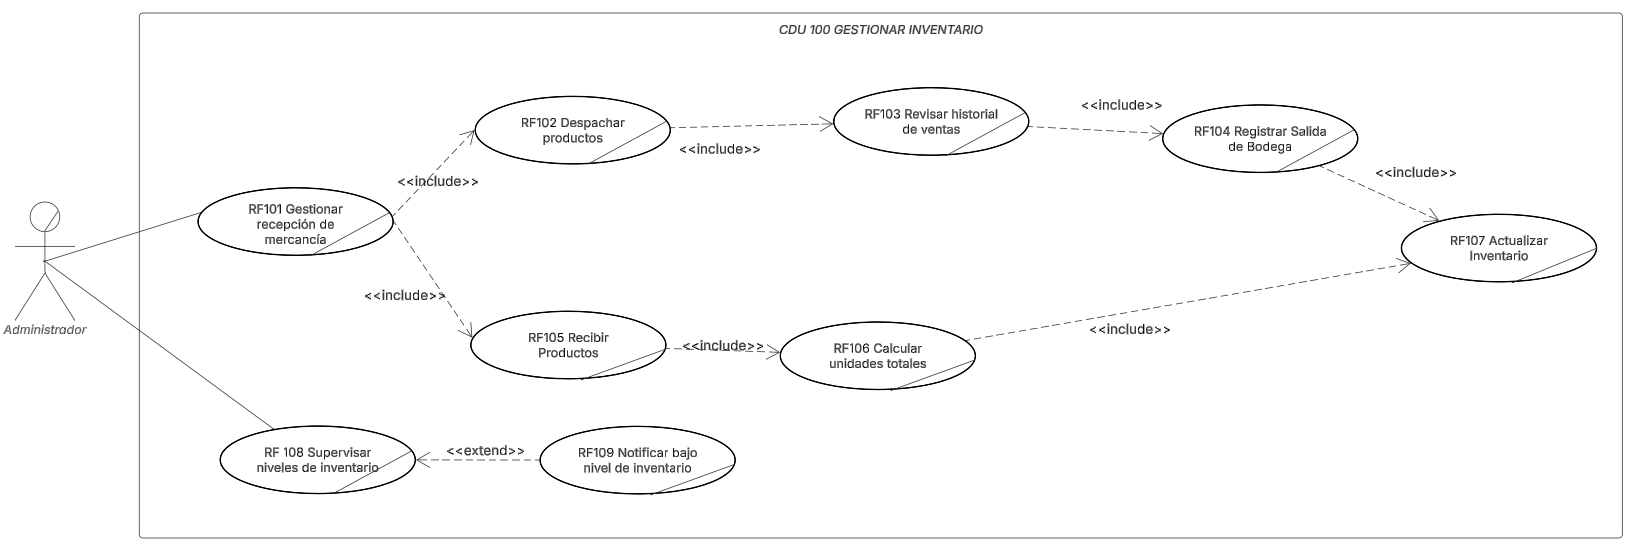 CDU 100 GESTIONAR INVENTARIO
RF102 Despachar
productos
<<include>>
RF103 Revisar historial
de ventas
<<include>>
RF104 Registrar Salida
de Bodega
<<include>>
<<include>>
RF101 Gestionar
recepción de
mercancía
RF107 Actualizar
Inventario
<<include>>
Administrador
RF105 Recibir
Productos
<<include>>
RF106 Calcular
unidades totales
<<include>>
RF 108 Supervisar
niveles de inventario
<<extend>>
RF109 Notificar bajo
nivel de inventario